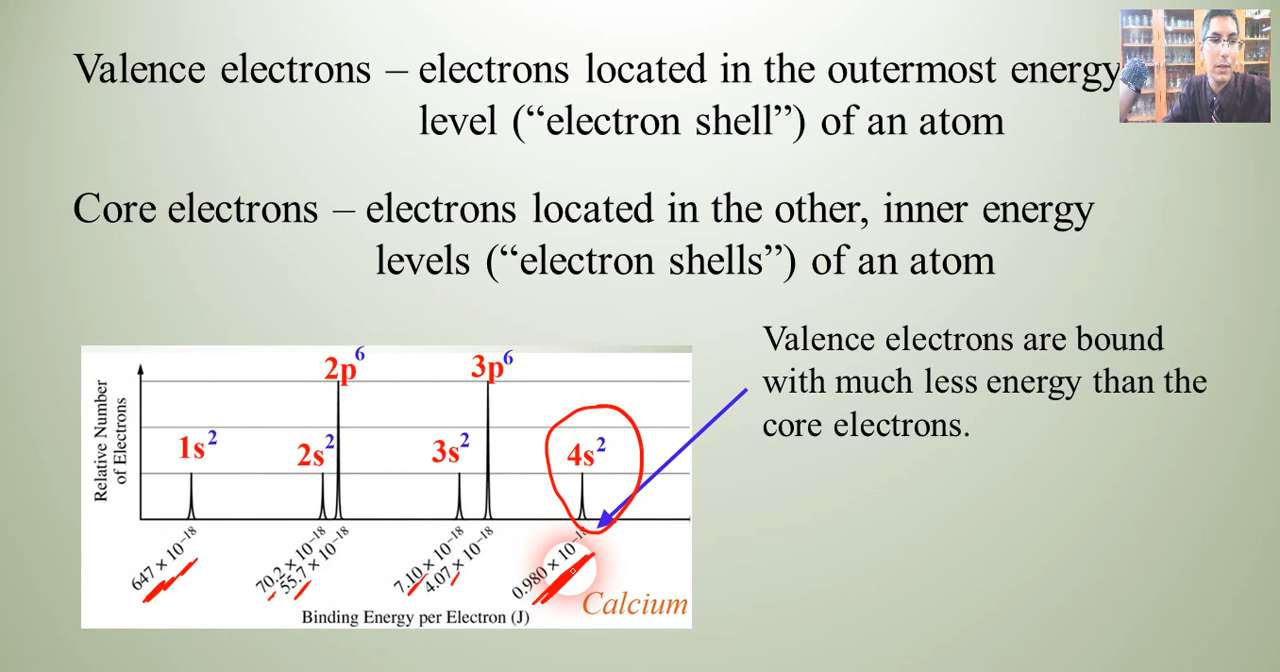 Valence electrons – electrons located in the outermost energy
level (“electron shell”) of an atom
Core electrons – electrons located in the other, inner energy
levels (“electron shells”) of an atom
Valence electrons are bound
with much less energy than the
core electrons.
Relative Number
of Electrons
1s²
2s²
2p⁶
3s²
3p⁶
4s²
647 × 10⁻¹⁸
70.2 × 10⁻¹⁸
55.7 × 10⁻¹⁸
7.10 × 10⁻¹⁸
4.07 × 10⁻¹⁸
0.980 × 10⁻¹⁸
Binding Energy per Electron (J)
Calcium